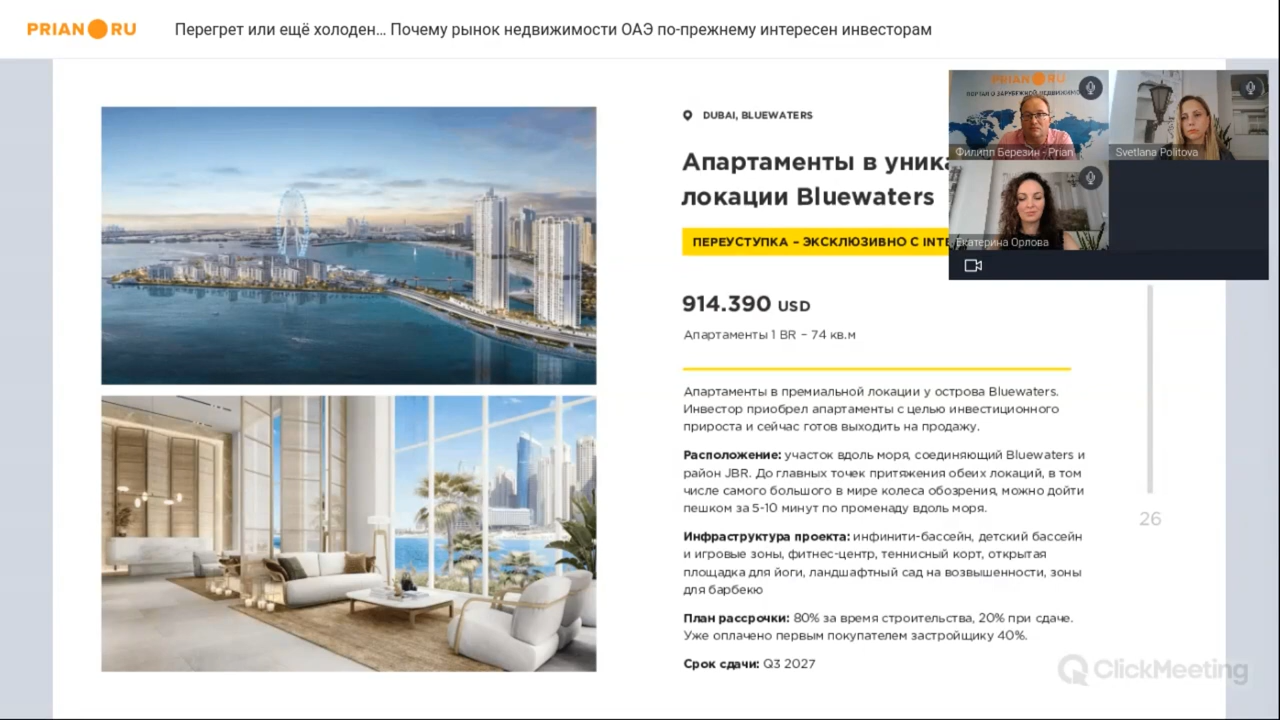 PRIAN RU
Перегрет или ещё холоден... Почему рынок недвижимости ОАЭ по-прежнему интересен инвесторам
PRIAN RU
ПОРТАЛ О ЗАРУБЕЖНОЙ
Филипп Березин - Prian
Svetlana Politova
Екатерина Орлова
DUBAI, BLUEWATERS
Апартаменты в
локации Bluewaters
ПЕРЕУСТУПКА – ЭКСКЛЮЗИВНО С
914.390 USD
Апартаменты 1 BR – 74 кв.м
Апартаменты в премиальной локации у острова Bluewaters.
Инвестор приобрел апартаменты с целью инвестиционного
прироста и сейчас готов выходить на продажу.
Расположение: участок вдоль моря, соединяющий Bluewaters и
район JBR. До главных точек притяжения обеих локаций, в том
числе самого большого в мире колеса обозрения, можно дойти
пешком за 5-10 минут по променаду вдоль моря.
Инфраструктура проекта: инфинити-бассейн, детский бассейн
и игровые зоны, фитнес-центр, теннисный корт, открытая
площадка для йоги, ландшафтный сад на возвышенности, зоны
для барбекю
План рассрочки: 80% за время строительства, 20% при сдаче.
Уже оплачено первым покупателем застройщику 40%.
Срок сдачи: Q3 2027
26
ClickMeeting